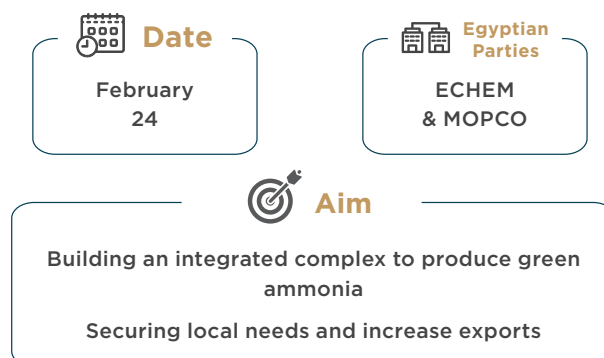 Date
February
24
Egyptian
Parties
ECHEM
& MOPCO
Aim
Building an integrated complex to produce green
ammonia
Securing local needs and increase exports